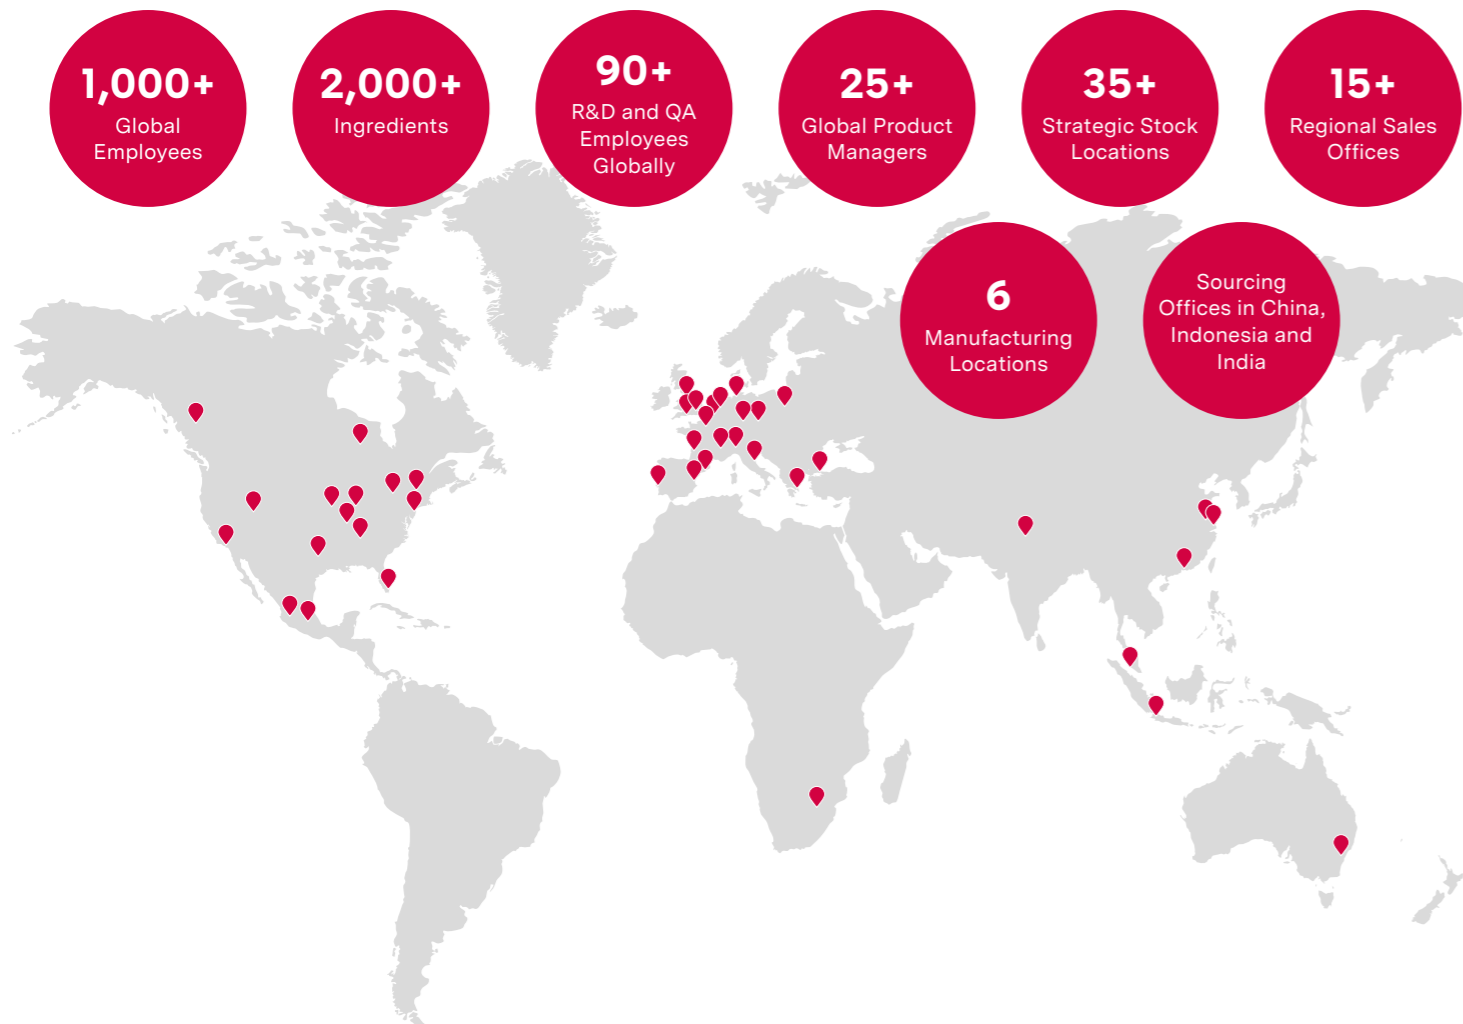 1,000+
Global
Employees
2,000+
Ingredients
90+
R&D and QA
Employees
Globally
25+
Global Product
Managers
35+
Strategic Stock
Locations
15+
Regional Sales
Offices
6
Manufacturing
Locations
Sourcing
Offices in China,
Indonesia and
India